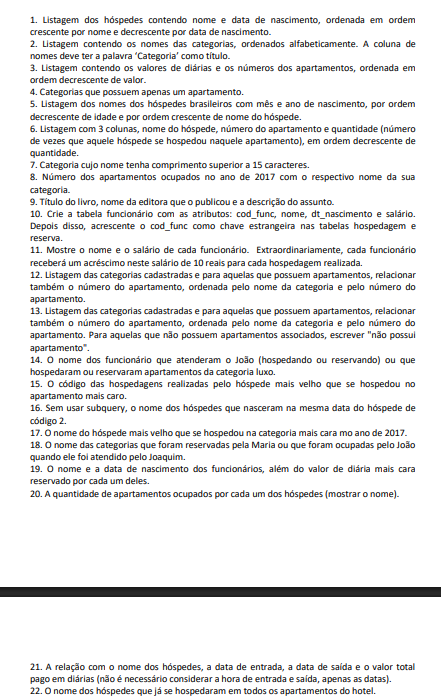 1. Listagem dos hóspedes contendo nome e data de nascimento, ordenada em ordem
crescente por nome e decrescente por data de nascimento.
2. Listagem contendo os nomes das categorias, ordenados alfabeticamente. A coluna de
nomes deve ter a palavra 'Categoria' como título.
3. Listagem contendo os valores de diárias e os números dos apartamentos, ordenada em
ordem decrescente de valor.
4. Categorias que possuem apenas um apartamento.
5. Listagem dos nomes dos hóspedes brasileiros com mês e ano de nascimento, por ordem
decrescente de idade e por ordem crescente de nome do hóspede.
6. Listagem com 3 colunas, nome do hóspede, número do apartamento e quantidade (número
de vezes que aquele hóspede se hospedou naquele apartamento), em ordem decrescente de
quantidade.
7. Categoria cujo nome tenha comprimento superior a 15 caracteres.
8. Número dos apartamentos ocupados no ano de 2017 com o respectivo nome da sua
categoria.
9. Título do livro, nome da editora que o publicou e a descrição do assunto.
10. Crie a tabela funcionário com as atributos: cod_func, nome, dt_nascimento e salário.
Depois disso, acrescente o cod_func como chave estrangeira nas tabelas hospedagem e
reserva.
11. Mostre o nome e o salário de cada funcionário. Extraordinariamente, cada funcionário
receberá um acréscimo neste salário de 10 reais para cada hospedagem realizada.
12. Listagem das categorias cadastradas e para aquelas que possuem apartamentos, relacionar
também o número do apartamento, ordenada pelo nome da categoria e pelo número do
apartamento.
13. Listagem das categorias cadastradas e para aquelas que possuem apartamentos, relacionar
também o número do apartamento, ordenada pelo nome da categoria e pelo número do
apartamento. Para aquelas que não possuem apartamentos associados, escrever "não possui
apartamento".
14. O nome dos funcionário que atenderam o João (hospedando ou reservando) ou que
hospedaram ou reservaram apartamentos da categoria luxo.
15. O código das hospedagens realizadas pelo hóspede mais velho que se hospedou no
apartamento mais caro.
16. Sem usar subquery, o nome dos hóspedes que nasceram na mesma data do hóspede de
código 2.
17. O nome do hóspede mais velho que se hospedou na categoria mais cara mo ano de 2017.
18. O nome das categorias que foram reservadas pela Maria ou que foram ocupadas pelo João
quando ele foi atendido pelo Joaquim.
19. O nome e a data de nascimento dos funcionários, além do valor de diária mais cara
reservado por cada um deles.
20. A quantidade de apartamentos ocupados por cada um dos hóspedes (mostrar o nome).
21. A relação com o nome dos hóspedes, a data de entrada, a data de saída e o valor total
pago em diárias (não é necessário considerar a hora de entrada e saída, apenas as datas).
22. O nome dos hóspedes que já se hospedaram em todos os apartamentos do hotel.